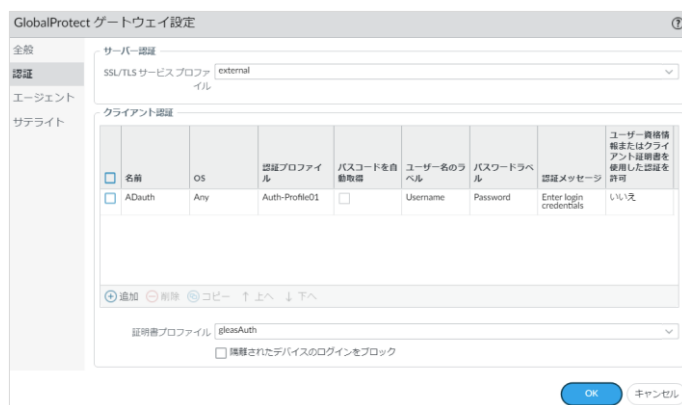 GlobalProtect ゲートウェイ設定
全般
認証
エージェント
サテライト
サーバー認証
SSL/TLS サービス プロファ
イル
external
クライアント認証
名前
OS
認証プロファイ
ル
パスコードを自
動取得
ユーザー名のラ
ベル
パスワードラベ
ル
認証メッセージ
ユーザー資格情
報またはクライ
アント証明書を
使用した認証を
許可
ADauth
Any
Auth-Profile01
Username
Password
Enter login
credentials
いいえ
追加 削除 コピー ↑ 上へ ↓ 下へ
証明書プロファイル gleasAuth
隔離されたデバイスのログインをブロック
OK キャンセル